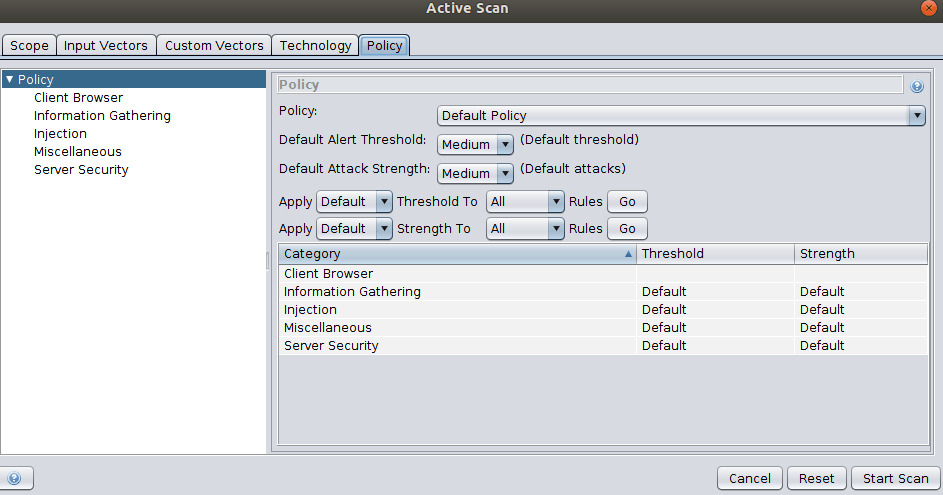 Active Scan
Scope Input Vectors Custom Vectors Technology Policy
Policy
Client Browser
Information Gathering
Injection
Miscellaneous
Server Security
Policy
Policy: Default Policy
Default Alert Threshold: Medium (Default threshold)
Default Attack Strength: Medium (Default attacks)
Apply Default Threshold To All Rules Go
Apply Default Strength To All Rules Go
Category Threshold Strength
Client Browser
Information Gathering Default Default
Injection Default Default
Miscellaneous Default Default
Server Security Default Default
Cancel Reset Start Scan